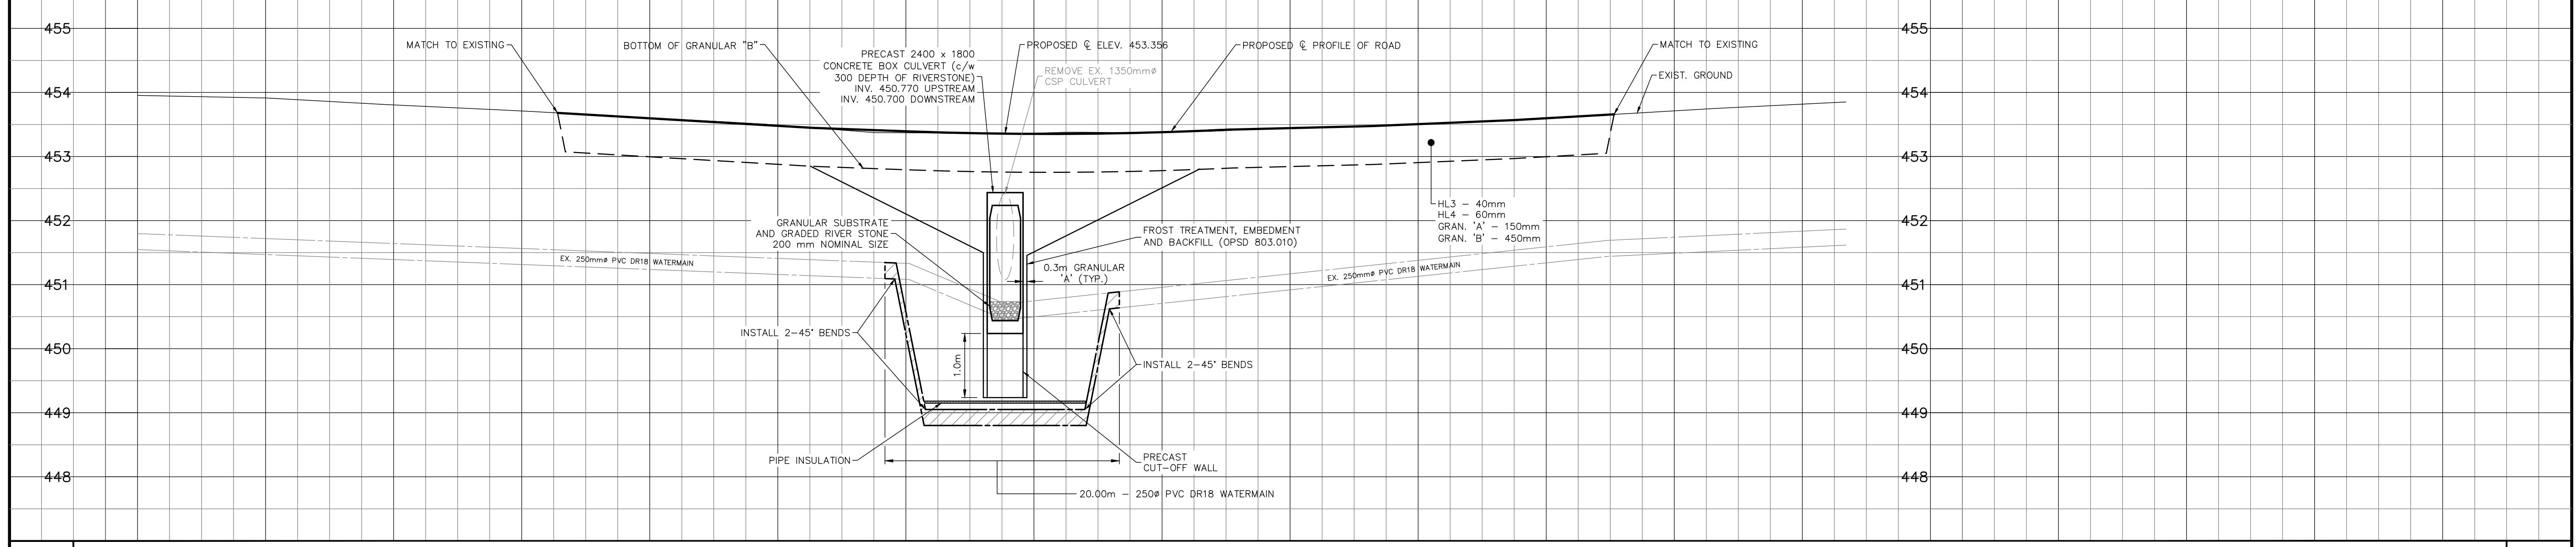 455
454
453
452
451
450
449
448
MATCH TO EXISTING
BOTTOM OF GRANULAR "B"
PRECAST 2400 x 1800
CONCRETE BOX CULVERT (c/w
300 DEPTH OF RIVERSTONE)
INV. 450.770 UPSTREAM
INV. 450.700 DOWNSTREAM
PROPOSED ℄ ELEV. 453.356
REMOVE EX. 1350mmø
CSP CULVERT
PROPOSED ℄ PROFILE OF ROAD
MATCH TO EXISTING
EXIST. GROUND
HL3 - 40mm
HL4 - 60mm
GRAN. 'A' - 150mm
GRAN. 'B' - 450mm
GRANULAR SUBSTRATE
AND GRADED RIVER STONE
200 mm NOMINAL SIZE
FROST TREATMENT, EMBEDMENT
AND BACKFILL (OPSD 803.010)
EX. 250mmø PVC DR18 WATERMAIN
0.3m GRANULAR
'A' (TYP.)
EX. 250mmø PVC DR18 WATERMAIN
INSTALL 2-45° BENDS
1.0m
INSTALL 2-45° BENDS
PIPE INSULATION
PRECAST
CUT-OFF WALL
20.00m - 250ø PVC DR18 WATERMAIN
455
454
453
452
451
450
449
448